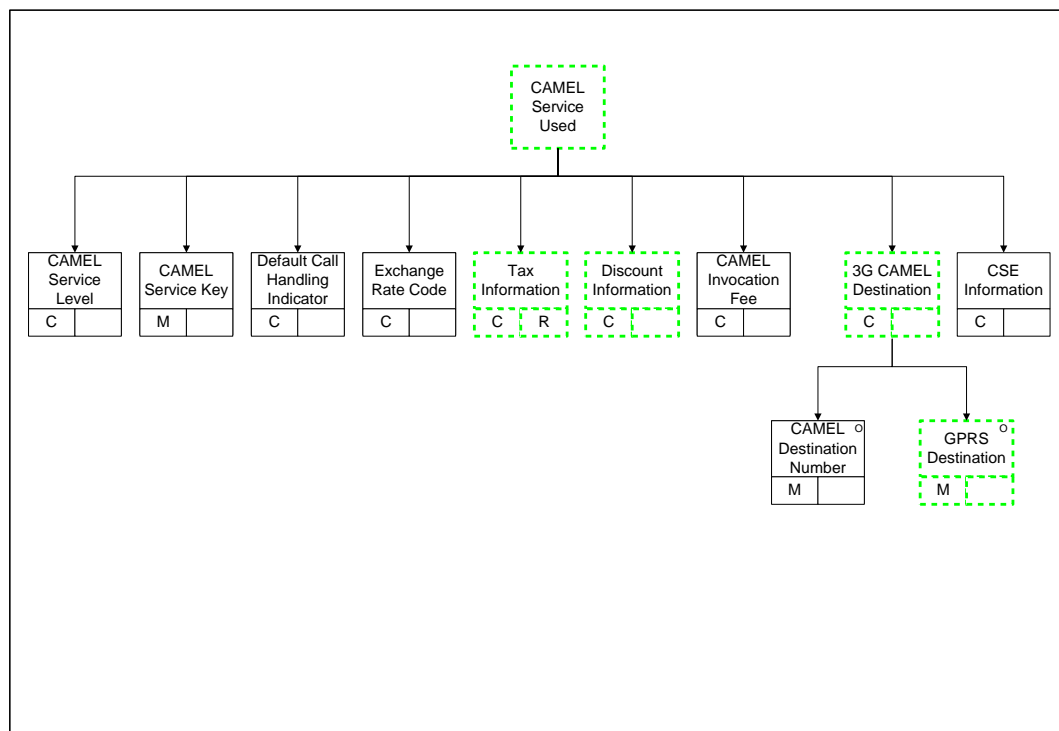 CAMEL
Service
Used
CAMEL
Service
Level
C
CAMEL
Service Key
M
Default Call
Handling
Indicator
C
Exchange
Rate Code
C
Tax
Information
C R
Discount
Information
C
CAMEL
Invocation
Fee
C
3G CAMEL
Destination
C
CSE
Information
C
CAMEL O
Destination
Number
M
GPRS O
Destination
M